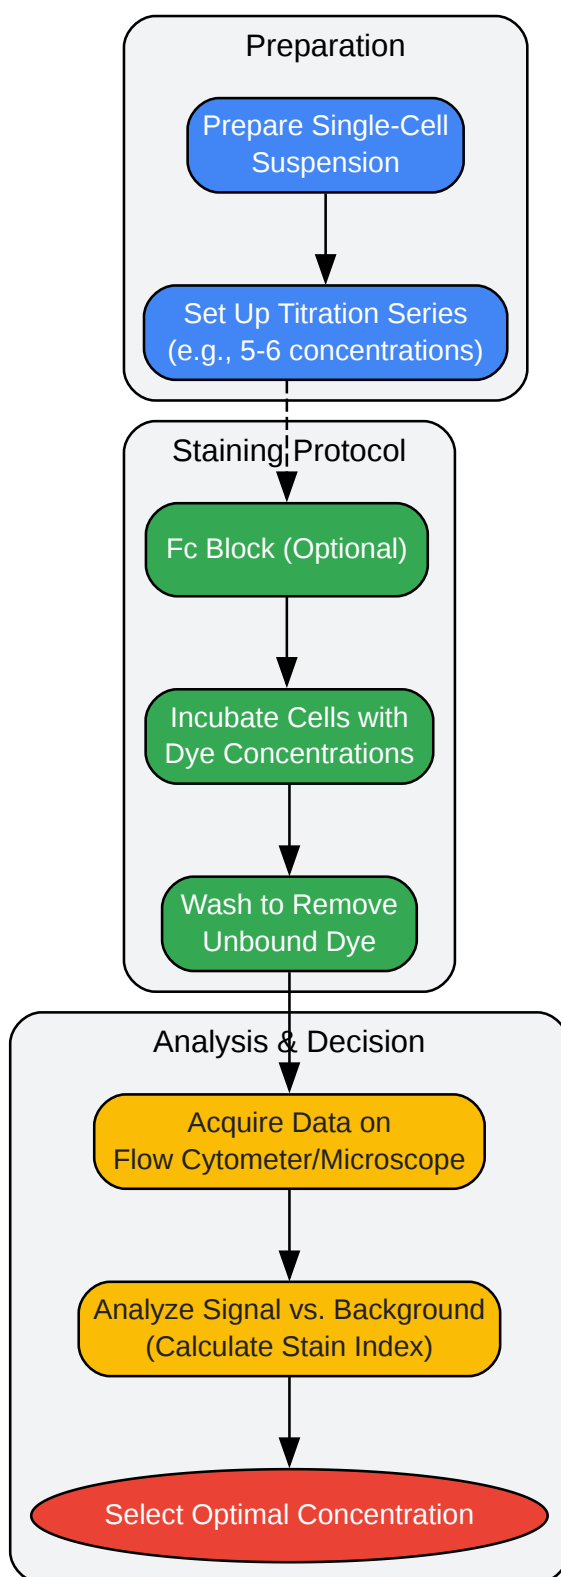 Preparation
Prepare Single-Cell
Suspension
Set Up Titration Series
(e.g., 5-6 concentrations)
Staining Protocol
Fc Block (Optional)
Incubate Cells with
Dye Concentrations
Wash to Remove
Unbound Dye
Analysis & Decision
Acquire Data on
Flow Cytometer/Microscope
Analyze Signal vs. Background
(Calculate Stain Index)
Select Optimal Concentration